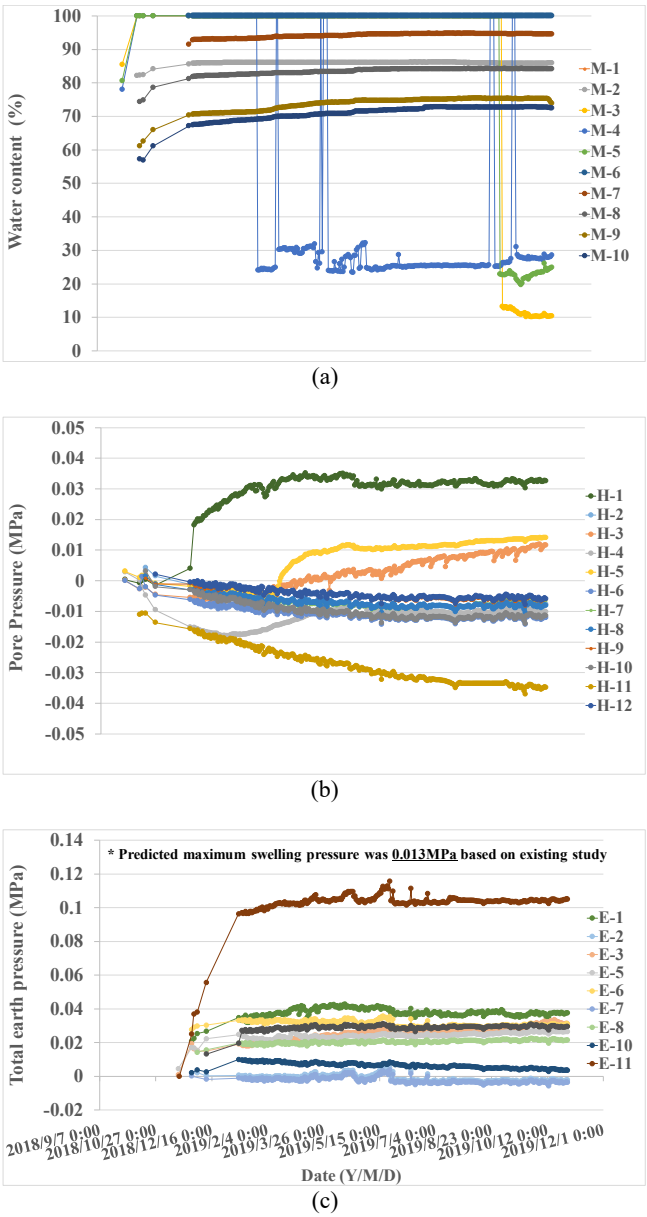 Water content (%)
100
90
80
70
60
50
40
30
20
10
0
M-1
M-2
M-3
M-4
M-5
M-6
M-7
M-8
M-9
M-10
(a)
Pore Pressure (MPa)
0.05
0.04
0.03
0.02
0.01
0
-0.01
-0.02
-0.03
-0.04
-0.05
H-1
H-2
H-3
H-4
H-5
H-6
H-7
H-8
H-9
H-10
H-11
H-12
(b)
Total earth pressure (MPa)
0.14
0.12
0.1
0.08
0.06
0.04
0.02
0
-0.02
* Predicted maximum swelling pressure was 0.013MPa based on existing study
E-1
E-2
E-3
E-5
E-6
E-7
E-8
E-10
E-11
2018/9/7 0:00
2018/10/27 0:00
2018/12/16 0:00
2019/2/4 0:00
2019/3/26 0:00
2019/5/15 0:00
2019/7/4 0:00
2019/8/23 0:00
2019/10/12 0:00
2019/12/1 0:00
Date (Y/M/D)
(c)